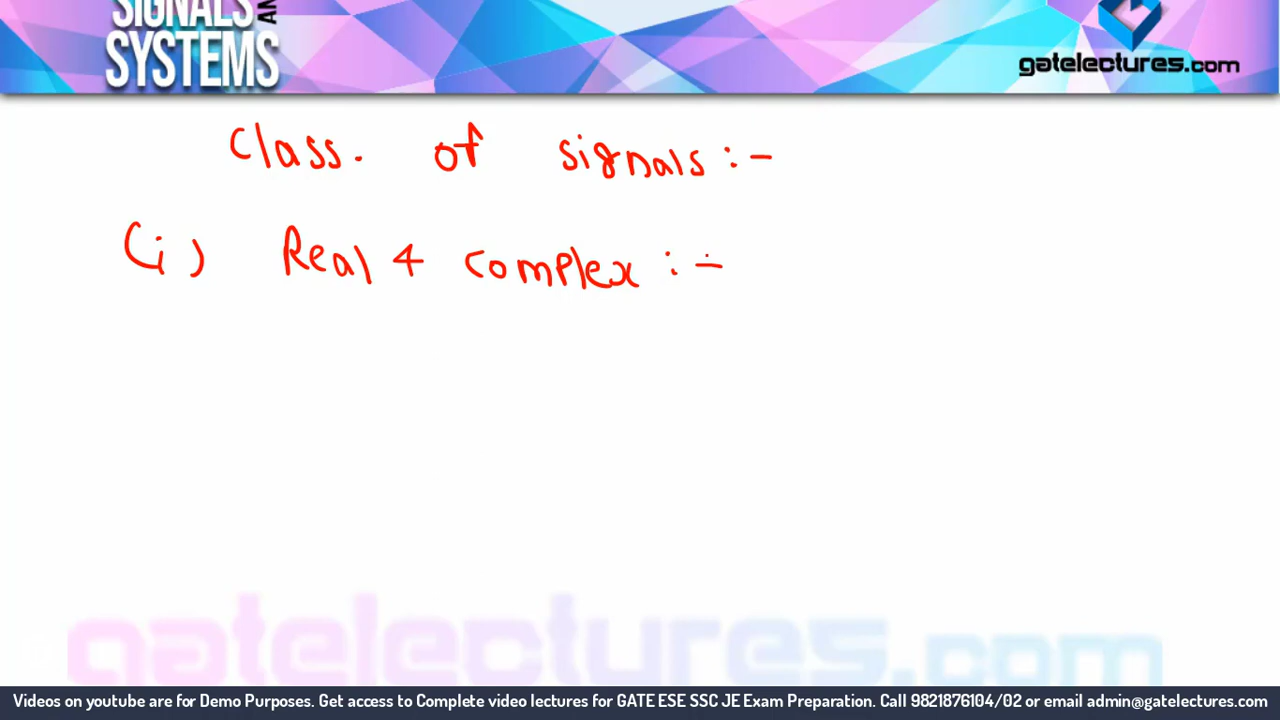 SIGNALS AND
SYSTEMS
gatelectures.com
Class. of signals :-
(i) Real & complex :-
gatelectures.com
Videos on youtube are for Demo Purposes. Get access to Complete video lectures for GATE ESE SSC JE Exam Preparation. Call 9821876104/02 or email admin@gatelectures.com